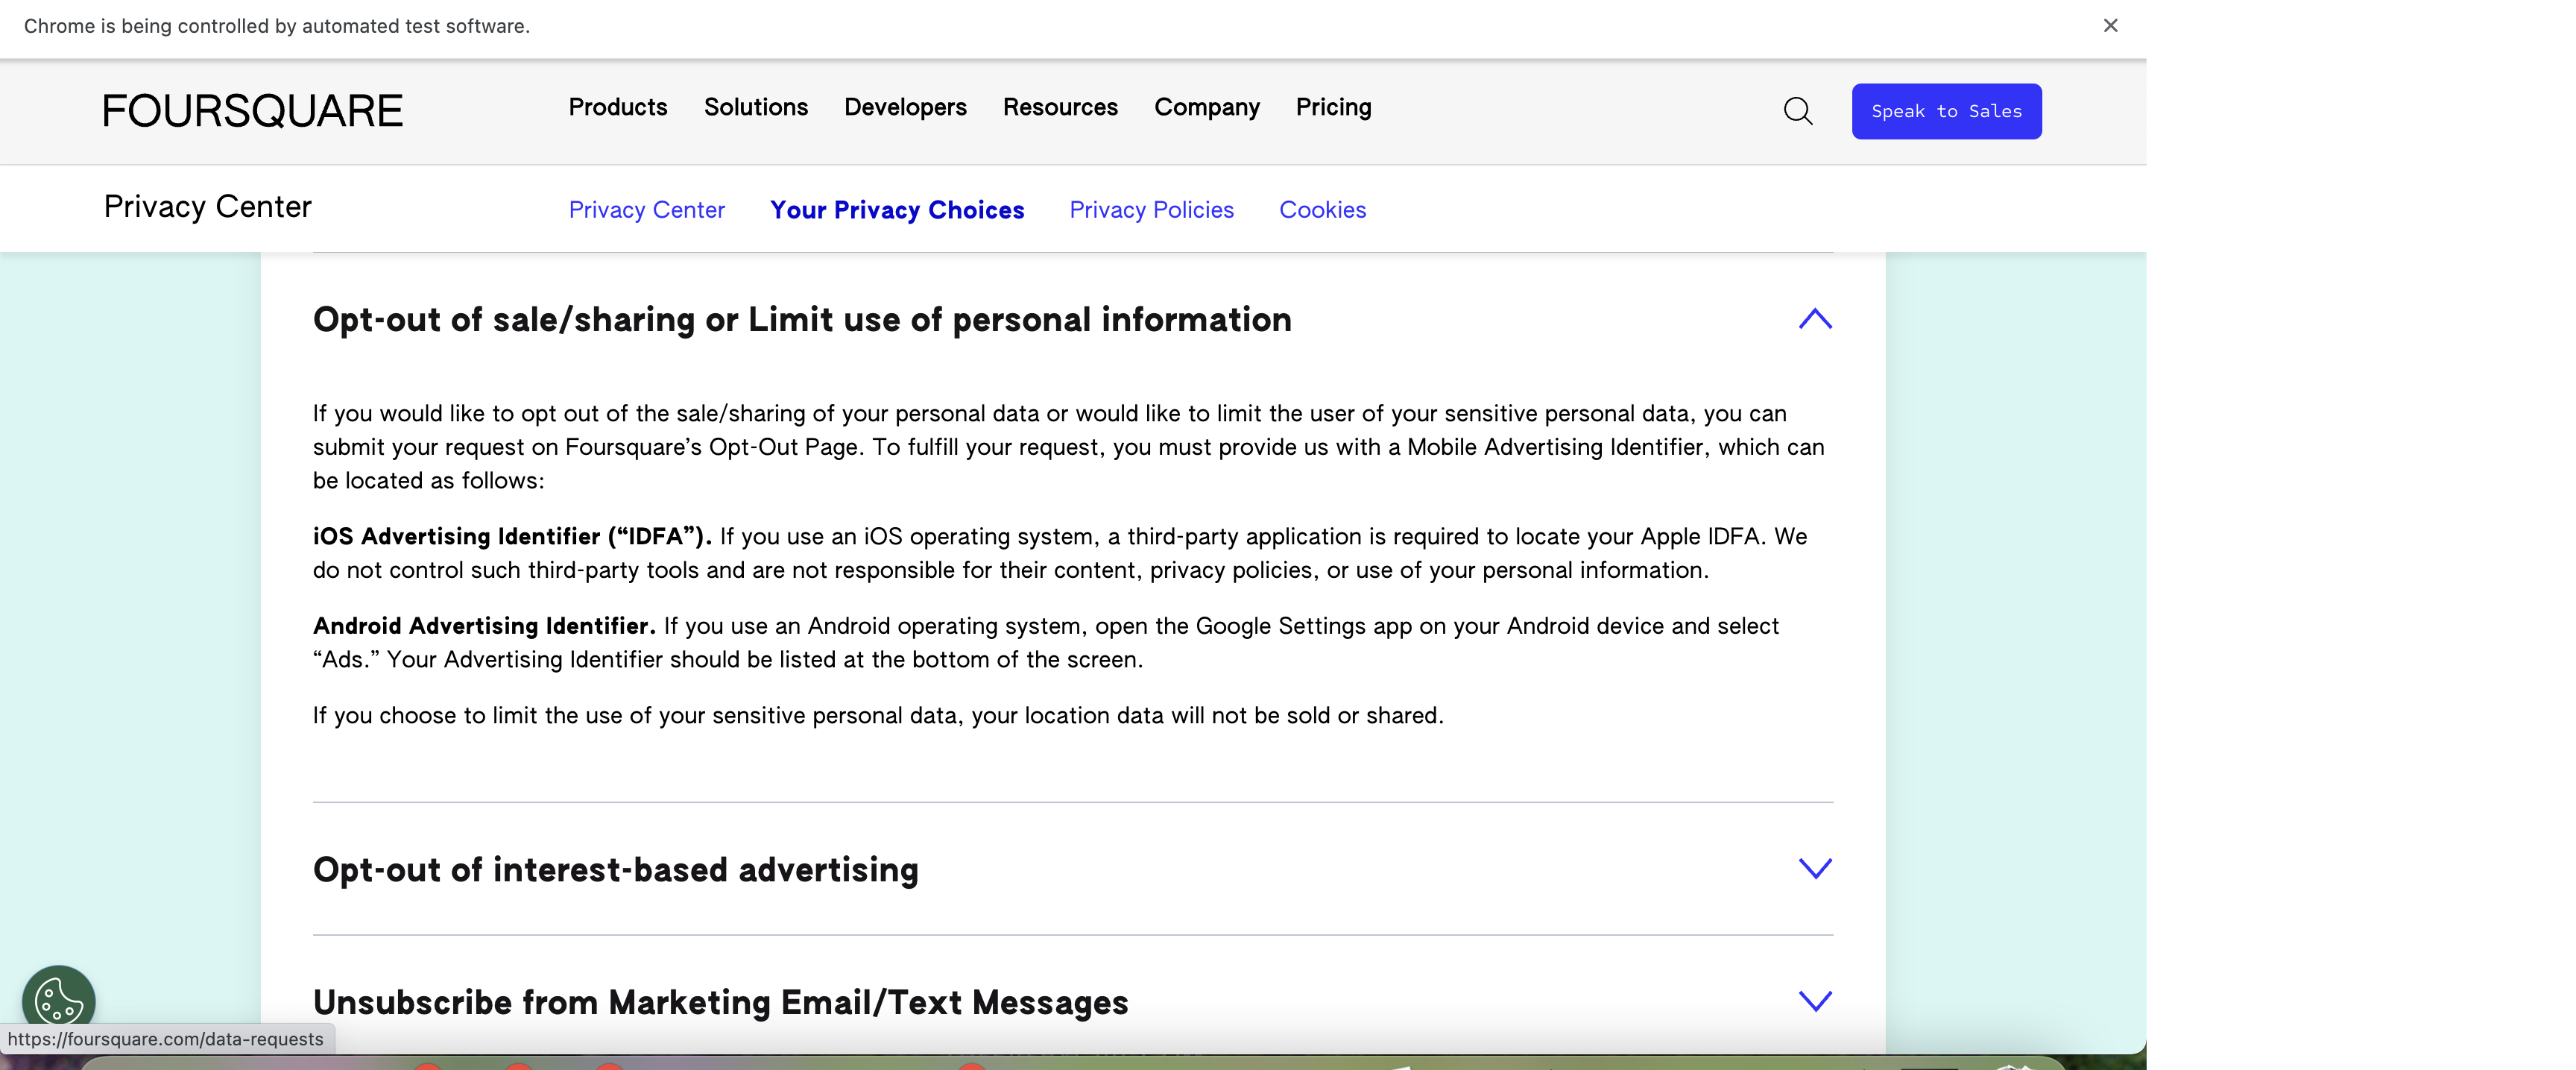 Chrome is being controlled by automated test software.
FOURSQUARE
Products Solutions Developers Resources Company Pricing
Speak to Sales
Privacy Center
Privacy Center Your Privacy Choices Privacy Policies Cookies
Opt-out of sale/sharing or Limit use of personal information
If you would like to opt out of the sale/sharing of your personal data or would like to limit the user of your sensitive personal data, you can
submit your request on Foursquare’s Opt-Out Page. To fulfill your request, you must provide us with a Mobile Advertising Identifier, which can
be located as follows:
iOS Advertising Identifier (“IDFA”). If you use an iOS operating system, a third-party application is required to locate your Apple IDFA. We
do not control such third-party tools and are not responsible for their content, privacy policies, or use of your personal information.
Android Advertising Identifier. If you use an Android operating system, open the Google Settings app on your Android device and select
“Ads.” Your Advertising Identifier should be listed at the bottom of the screen.
If you choose to limit the use of your sensitive personal data, your location data will not be sold or shared.
Opt-out of interest-based advertising
Unsubscribe from Marketing Email/Text Messages
https://foursquare.com/data-requests